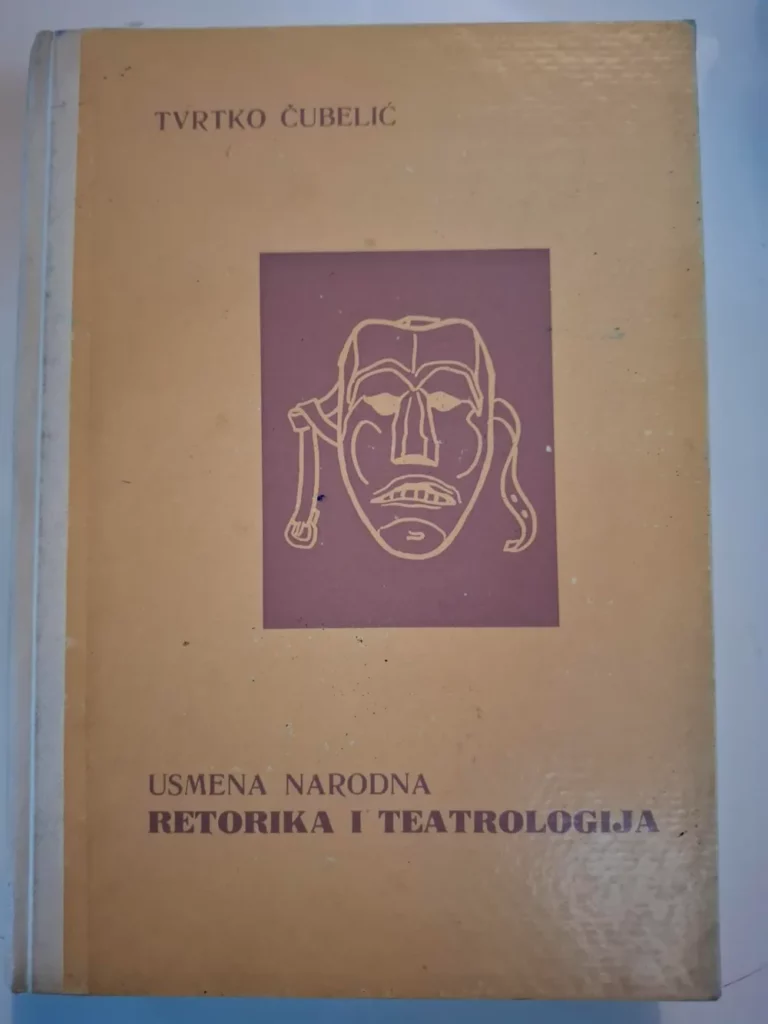 TVRTKO ČUBELIĆ
USMENA NARODNA
RETORIKA I TEATROLOGIJA